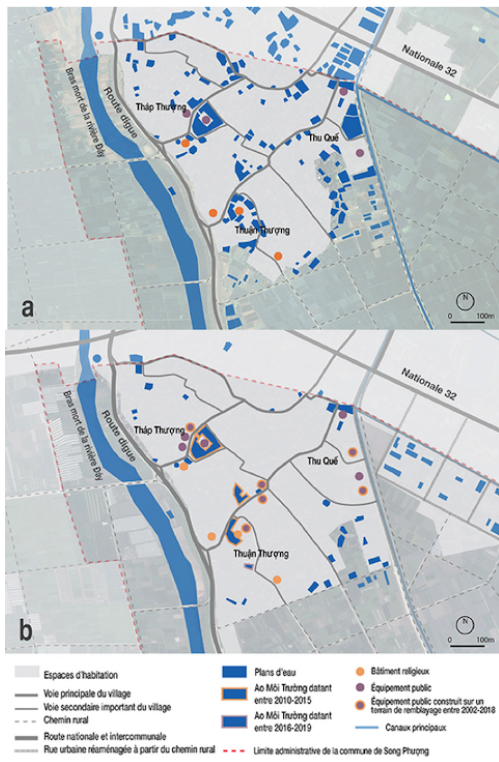 Nationale 32
Bras mort de la rivière Đáy
Route digue
Tháp Thượng
Thu Quế
Thuận Thượng
a
N
0 100m
Nationale 32
Bras mort de la rivière Đáy
Route digue
Tháp Thượng
Thu Quế
Thuận Thượng
b
N
0 100m
Espaces d'habitation
Voie principale du village
Voie secondaire important du village
Chemin rural
Route nationale et intercommunale
Rue urbaine réaménagée à partir du chemin rural
Plans d'eau
Ao Môi Trường datant
entre 2010-2015
Ao Môi Trường datant
entre 2016-2019
Limite administrative de la commune de Song Phượng
Bâtiment religieux
Équipement public
Équipement public construit sur un
terrain de remblayage entre 2002-2018
Canaux principaux